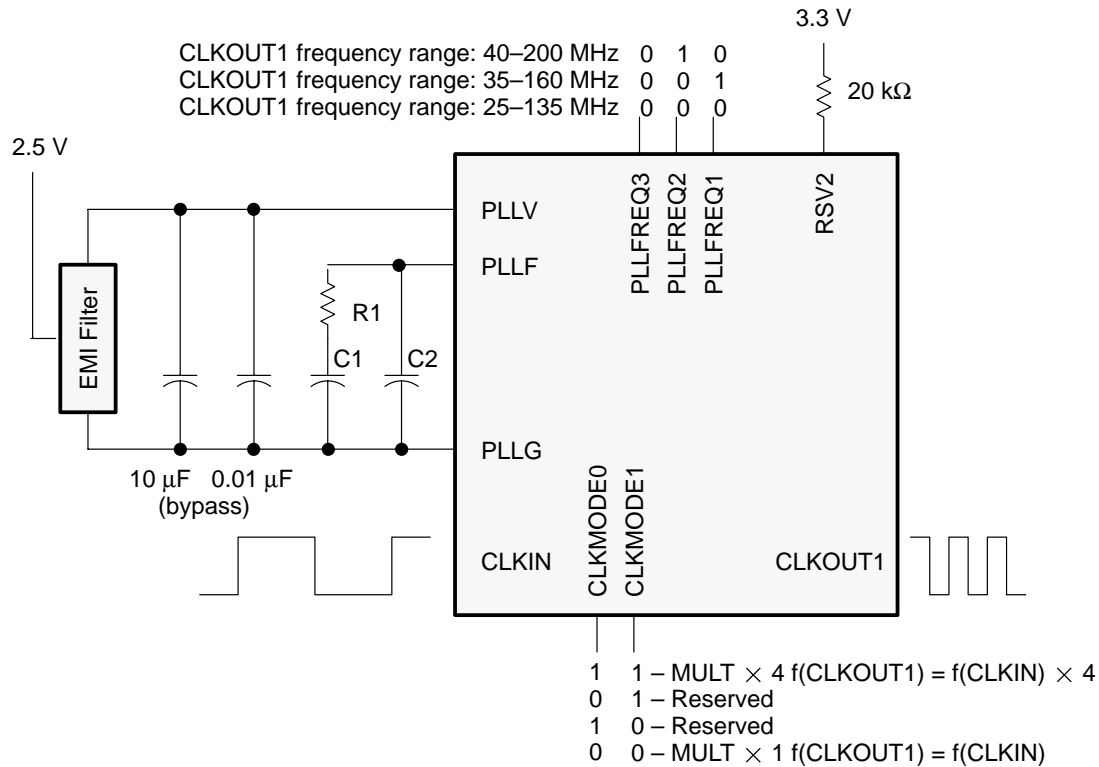 3.3 V
CLKOUT1 frequency range: 40–200 MHz 0 1 0
CLKOUT1 frequency range: 35–160 MHz 0 0 1
CLKOUT1 frequency range: 25–135 MHz 0 0 0
20 kΩ
2.5 V
EMI Filter
PLLV
PLLF
PLLG
PLLFREQ3
PLLFREQ2
PLLFREQ1
RSV2
R1
C1
C2
10 μF 0.01 μF
(bypass)
CLKIN
CLKMODE0
CLKMODE1
CLKOUT1
1 1 – MULT × 4 f(CLKOUT1) = f(CLKIN) × 4
0 1 – Reserved
1 0 – Reserved
0 0 – MULT × 1 f(CLKOUT1) = f(CLKIN)